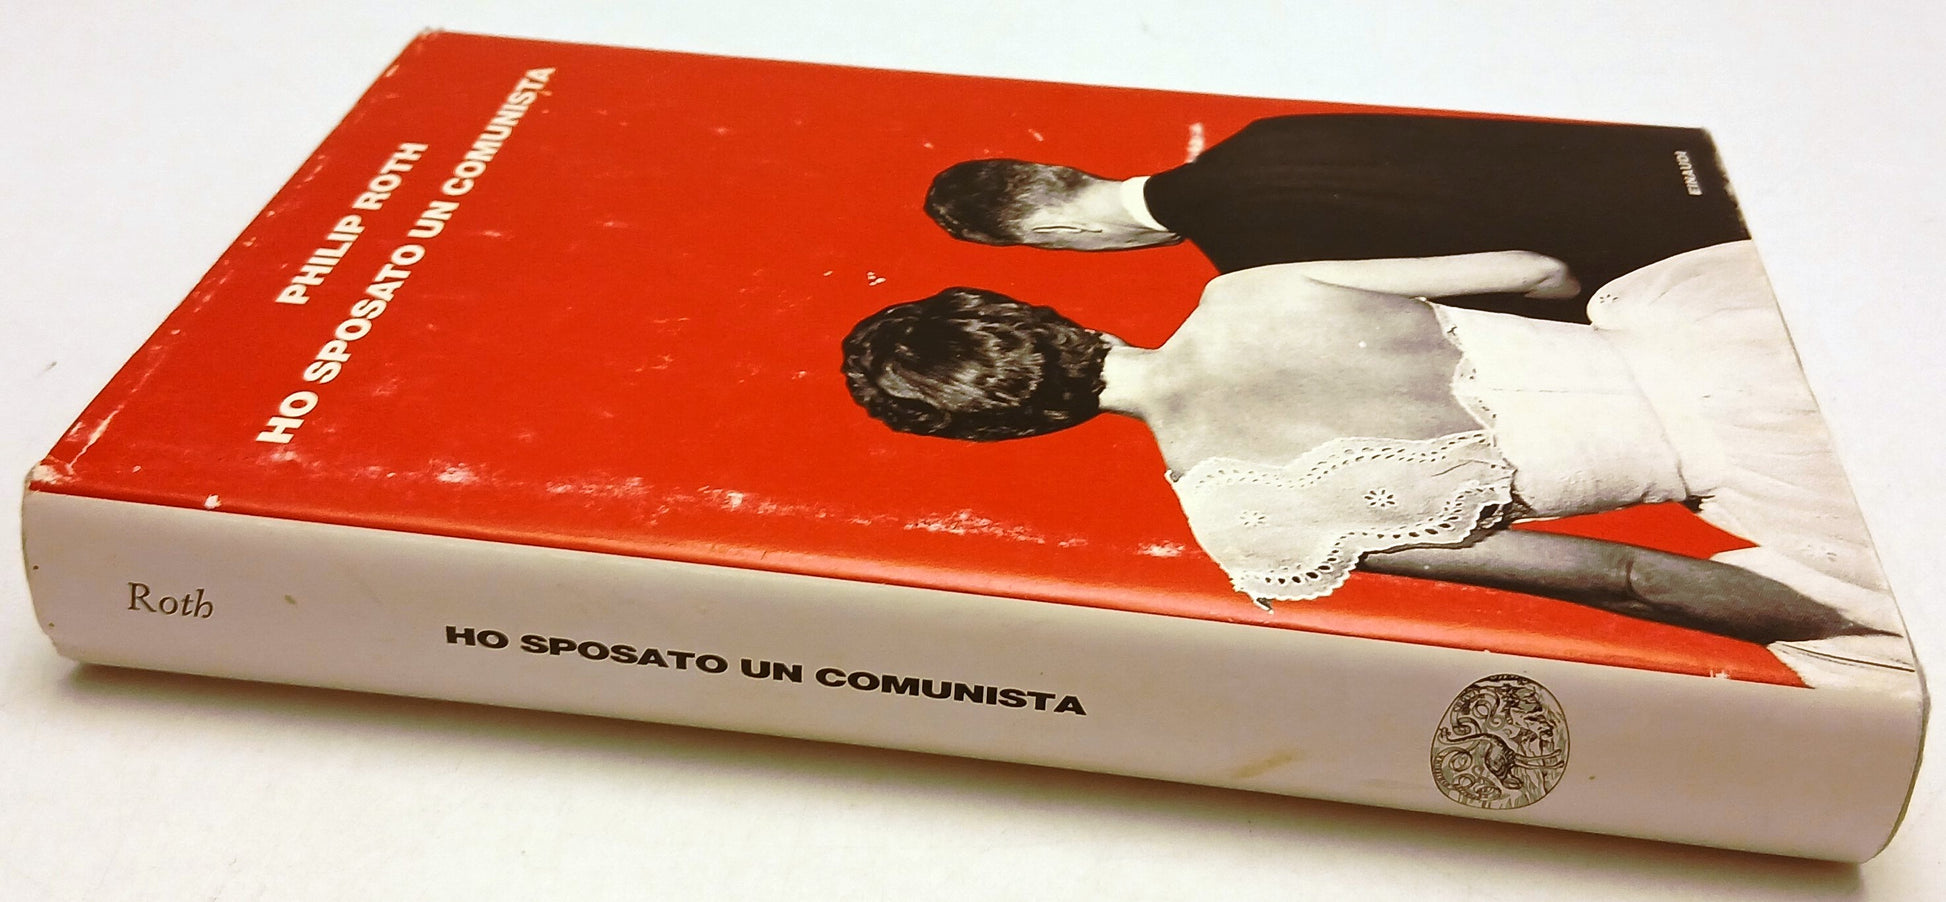 PHILIP ROTH
HO SPOSATO UN COMUNISTA
EINAUDI
Roth
HO SPOSATO UN COMUNISTA